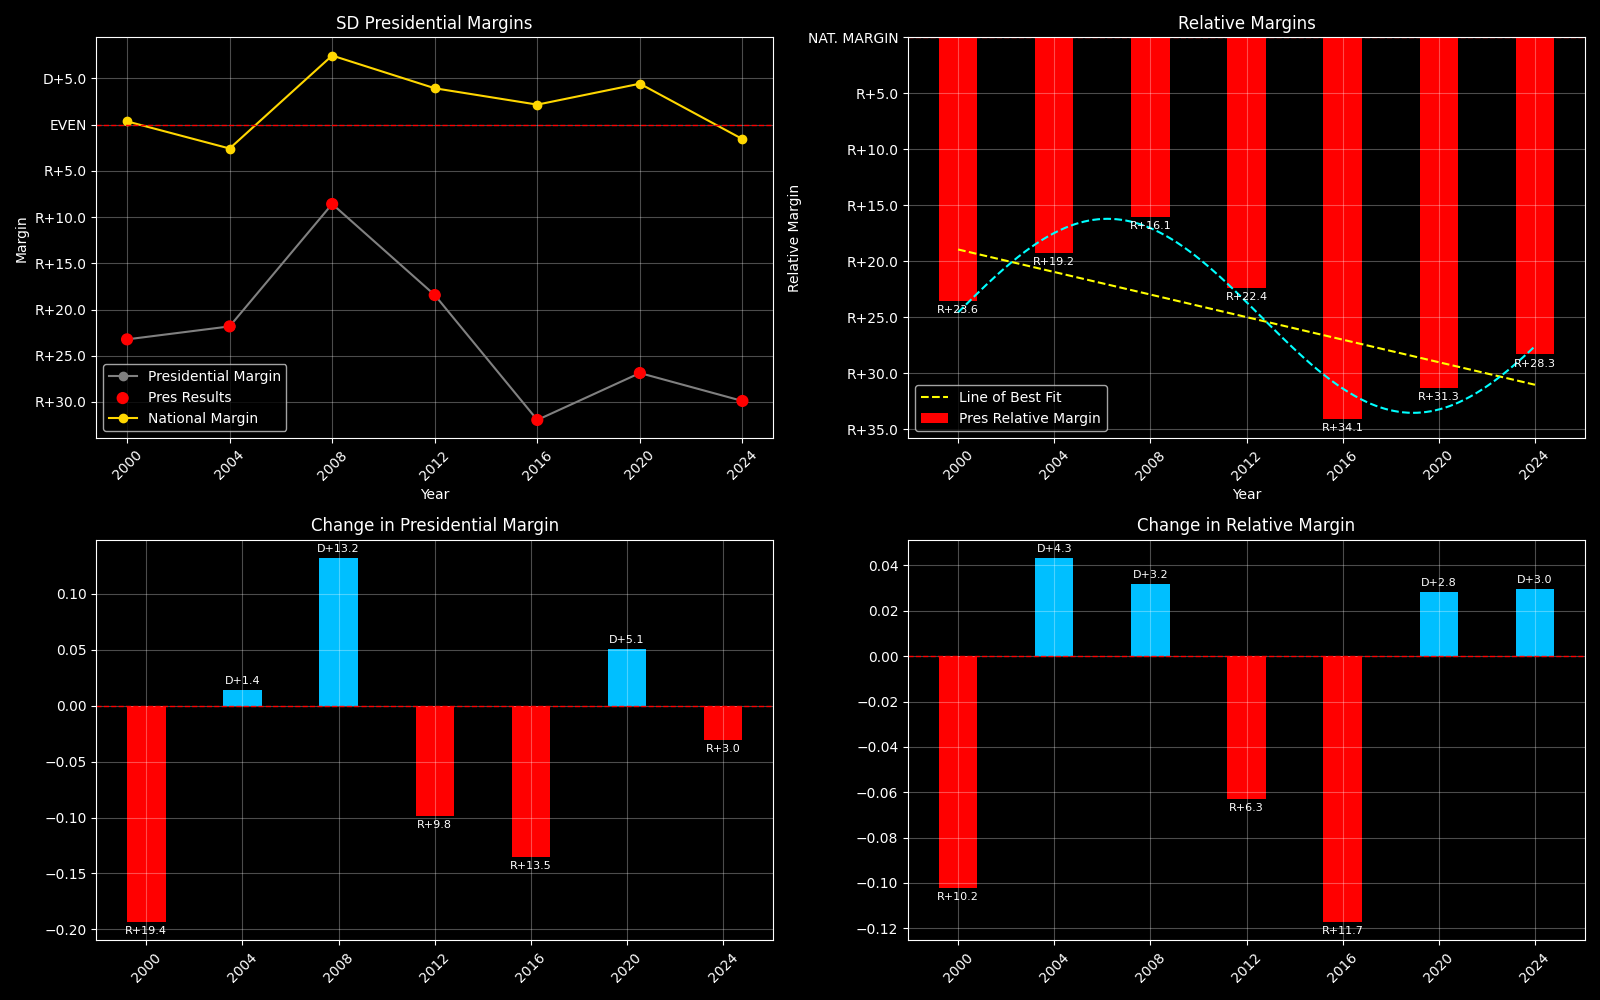 SD Presidential Margins
D+5.0
EVEN
R+5.0
R+10.0
R+15.0
R+20.0
R+25.0
R+30.0
Margin
Presidential Margin
Pres Results
National Margin
2000
2004
2008
2012
2016
2020
2024
Year
Relative Margins
NAT. MARGIN
R+5.0
R+10.0
R+15.0
R+20.0
R+25.0
R+30.0
R+35.0
Relative Margin
R+23.6
R+19.2
R+16.1
R+22.4
R+34.1
R+31.3
R+28.3
Line of Best Fit
Pres Relative Margin
2000
2004
2008
2012
2016
2020
2024
Year
Change in Presidential Margin
0.10
0.05
0.00
−0.05
−0.10
−0.15
−0.20
R+19.4
D+1.4
D+13.2
R+9.8
R+13.5
D+5.1
R+3.0
2000
2004
2008
2012
2016
2020
2024
Change in Relative Margin
0.04
0.02
0.00
−0.02
−0.04
−0.06
−0.08
−0.10
−0.12
R+10.2
D+4.3
D+3.2
R+6.3
R+11.7
D+2.8
D+3.0
2000
2004
2008
2012
2016
2020
2024